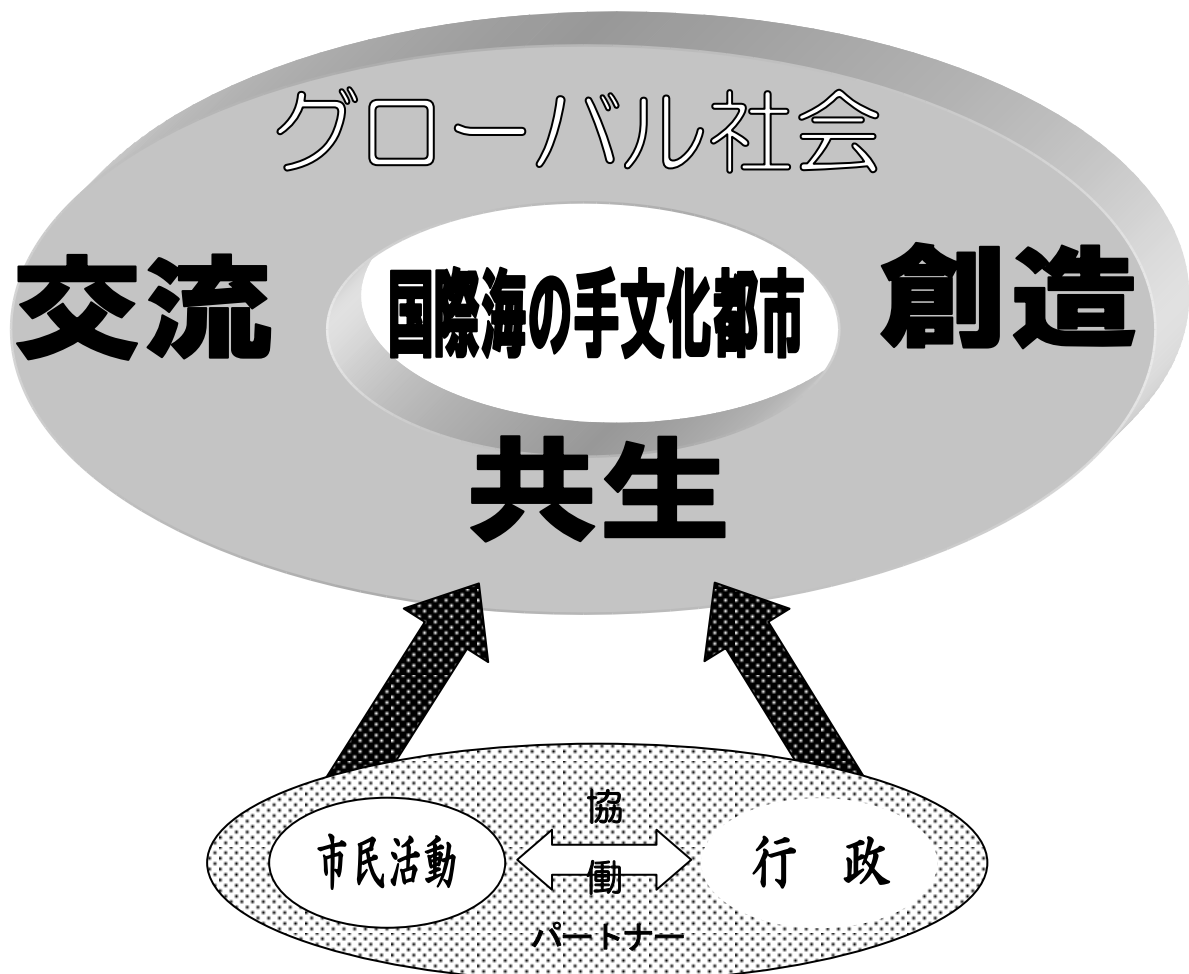 グローバル社会
交流
国際海の手文化都市
創造
共生
協
働
市民活動
行　政
パートナー